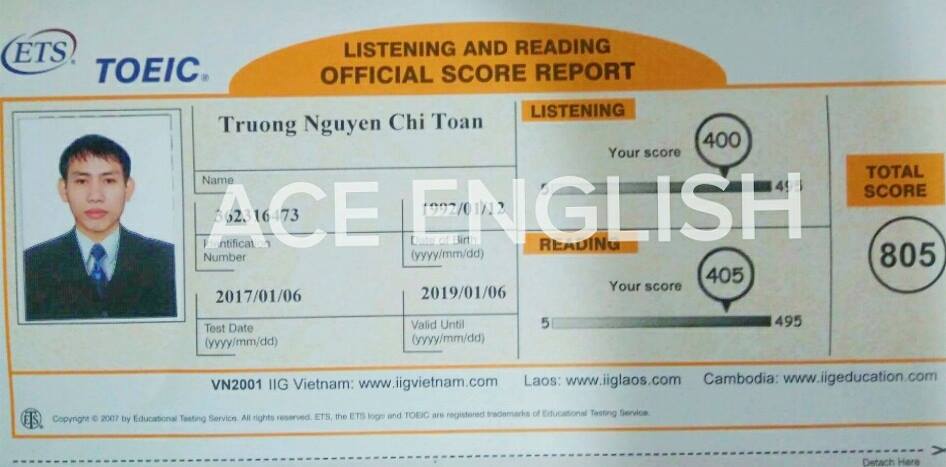 ETS
TOEIC®
LISTENING AND READING
OFFICIAL SCORE REPORT
Truong Nguyen Chi Toan
Name
362316473
Identification
Number
1992/01/12
Date of Birth
(yyyy/mm/dd)
2017/01/06
Test Date
(yyyy/mm/dd)
2019/01/06
Valid Until
(yyyy/mm/dd)
LISTENING
Your score
400
5
495
READING
Your score
405
5
495
TOTAL
SCORE
805
ACE ENGLISH
VN2001 IIG Vietnam: www.iigvietnam.com Laos: www.iiglaos.com Cambodia: www.iigeducation.com
ETS
Copyright © 2007 by Educational Testing Service. All rights reserved. ETS, the ETS logo and TOEIC are registered trademarks of Educational Testing Service.
Detach Here